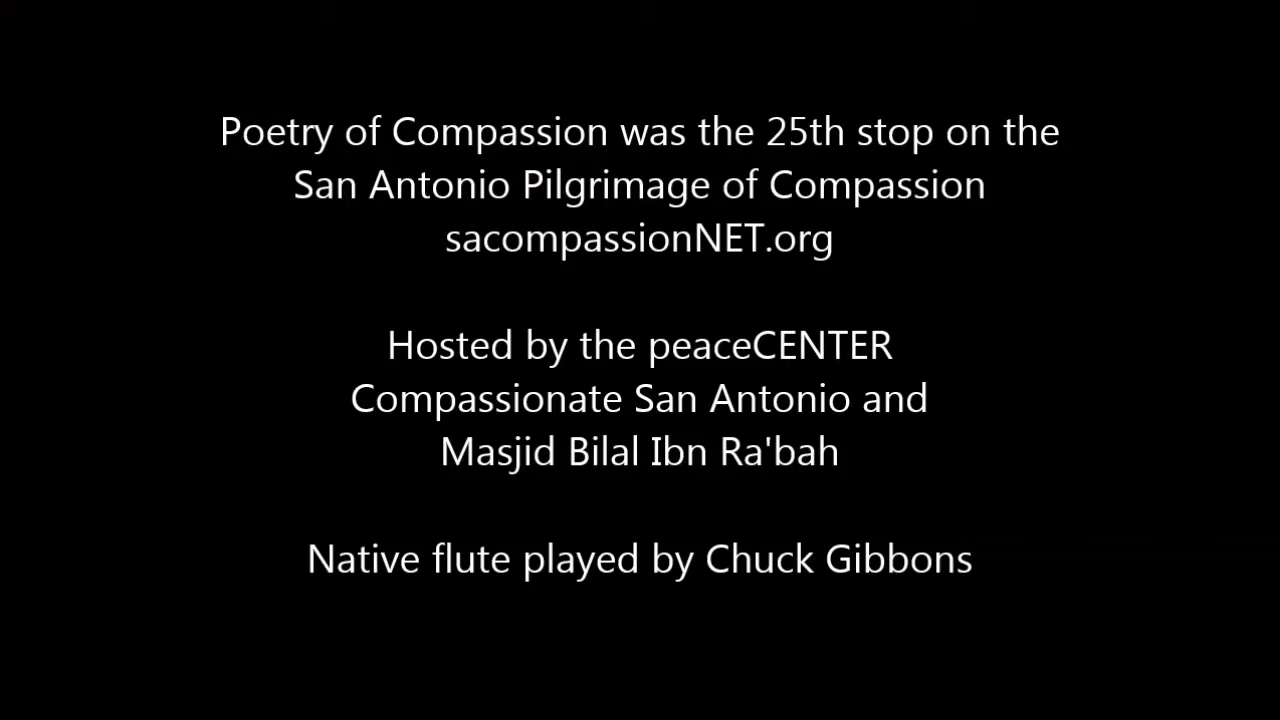 Poetry of Compassion was the 25th stop on the
San Antonio Pilgrimage of Compassion
sacompassionNET.org
Hosted by the peaceCENTER
Compassionate San Antonio and
Masjid Bilal Ibn Ra'bah
Native flute played by Chuck Gibbons